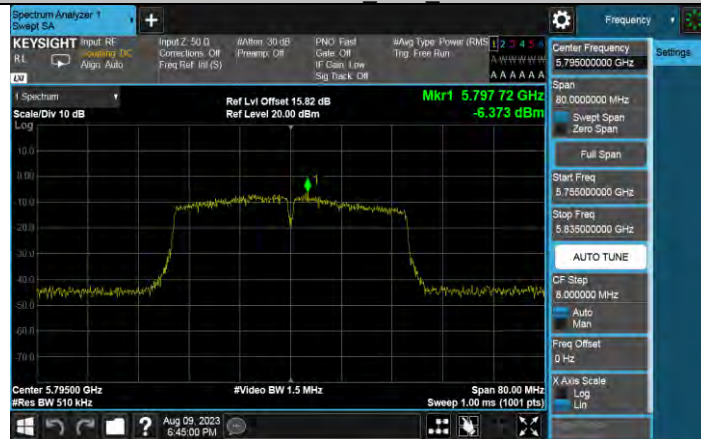 Spectrum Analyzer 1
Swept SA
+
Frequency
KEYSIGHT
RL
LXI
Input: RF
Coupling: DC
Align: Auto
Input Z: 50 Ω
Corrections: Off
Freq Ref: Int (S)
#Atten: 30 dB
Preamp: Off
PNO: Fast
Gate: Off
IF Gain: Low
Sig Track: Off
#Avg Type: Power (RMS
Trig: Free Run
1 2 3 4 5 6
A W W W W W
A A A A A A
1 Spectrum
Scale/Div 10 dB
Log
Ref Lvl Offset 15.82 dB
Ref Level 20.00 dBm
Mkr1 5.797 72 GHz
-6.373 dBm
10.0
0.00
-10.0
-20.0
-30.0
-40.0
-50.0
-60.0
-70.0
1
Center 5.79500 GHz
#Res BW 510 kHz
#Video BW 1.5 MHz
Span 80.00 MHz
Sweep 1.00 ms (1001 pts)
Center Frequency
5.795000000 GHz
Settings
Span
80.0000000 MHz
Swept Span
Zero Span
Full Span
Start Freq
5.755000000 GHz
Stop Freq
5.835000000 GHz
AUTO TUNE
CF Step
8.000000 MHz
Auto
Man
Freq Offset
0 Hz
X Axis Scale
Log
Lin
?
Aug 09, 2023
6:45:00 PM